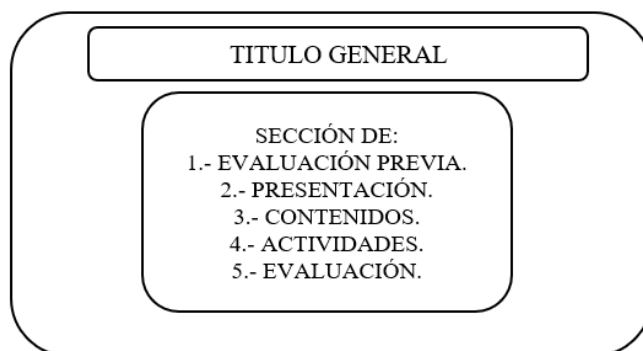 TITULO GENERAL
SECCIÓN DE:
1.- EVALUACIÓN PREVIA.
2.- PRESENTACIÓN.
3.- CONTENIDOS.
4.- ACTIVIDADES.
5.- EVALUACIÓN.